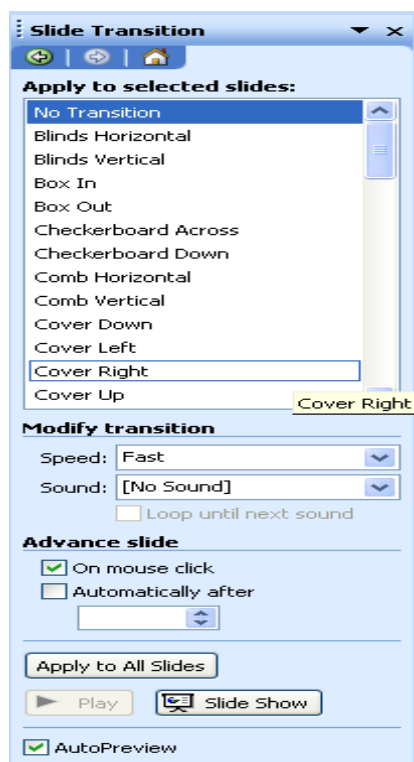 Slide Transition
Apply to selected slides:
No Transition
Blinds Horizontal
Blinds Vertical
Box In
Box Out
Checkerboard Across
Checkerboard Down
Comb Horizontal
Comb Vertical
Cover Down
Cover Left
Cover Right
Cover Up
Cover Right
Modify transition
Speed: Fast
Sound: [No Sound]
Loop until next sound
Advance slide
On mouse click
Automatically after
Apply to All Slides
Play Slide Show
AutoPreview